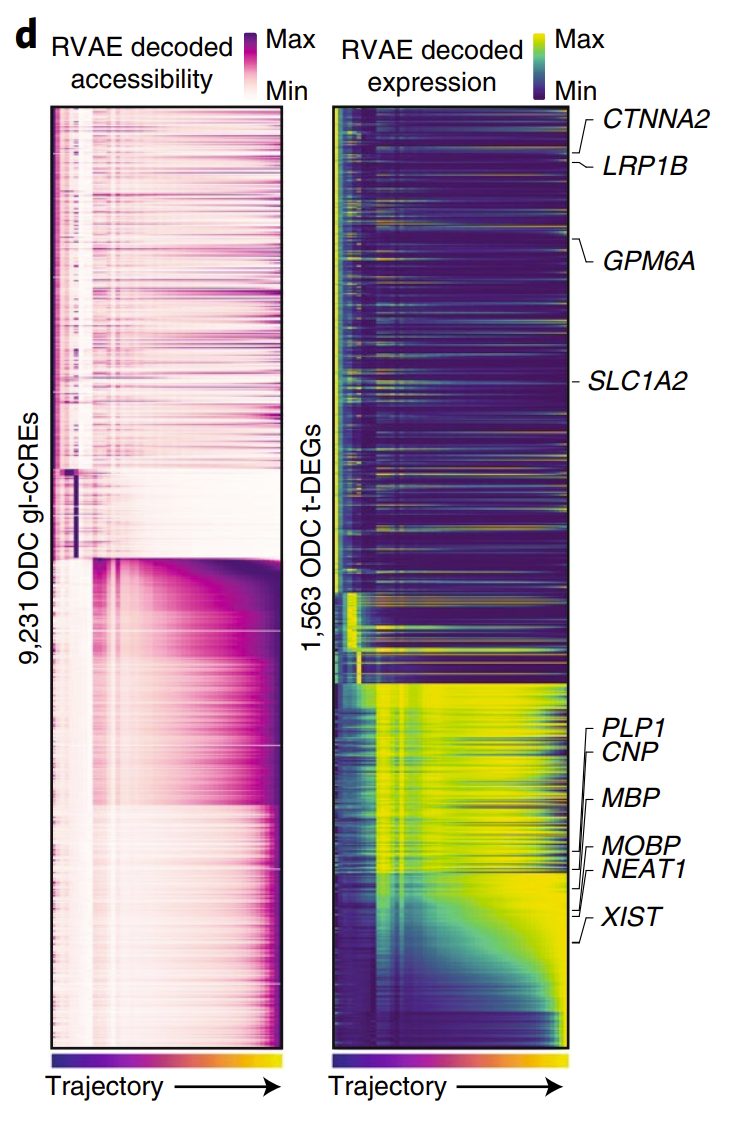 d
RVAE decoded
accessibility
Max
Min
RVAE decoded
expression
Max
Min
9,231 ODC gl-cCREs
1,563 ODC t-DEGs
CTNNA2
LRP1B
GPM6A
SLC1A2
PLP1
CNP
MBP
MOBP
NEAT1
XIST
Trajectory
Trajectory